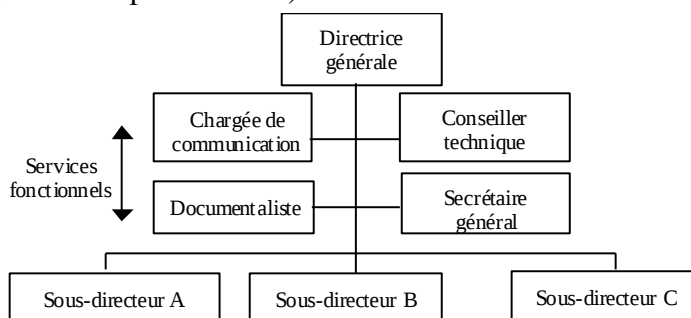 Directrice
générale
Chargée de
communication
Conseiller
technique
Services
fonctionnels
Documentaliste
Secrétaire
général
Sous-directeur A
Sous-directeur B
Sous-directeur C